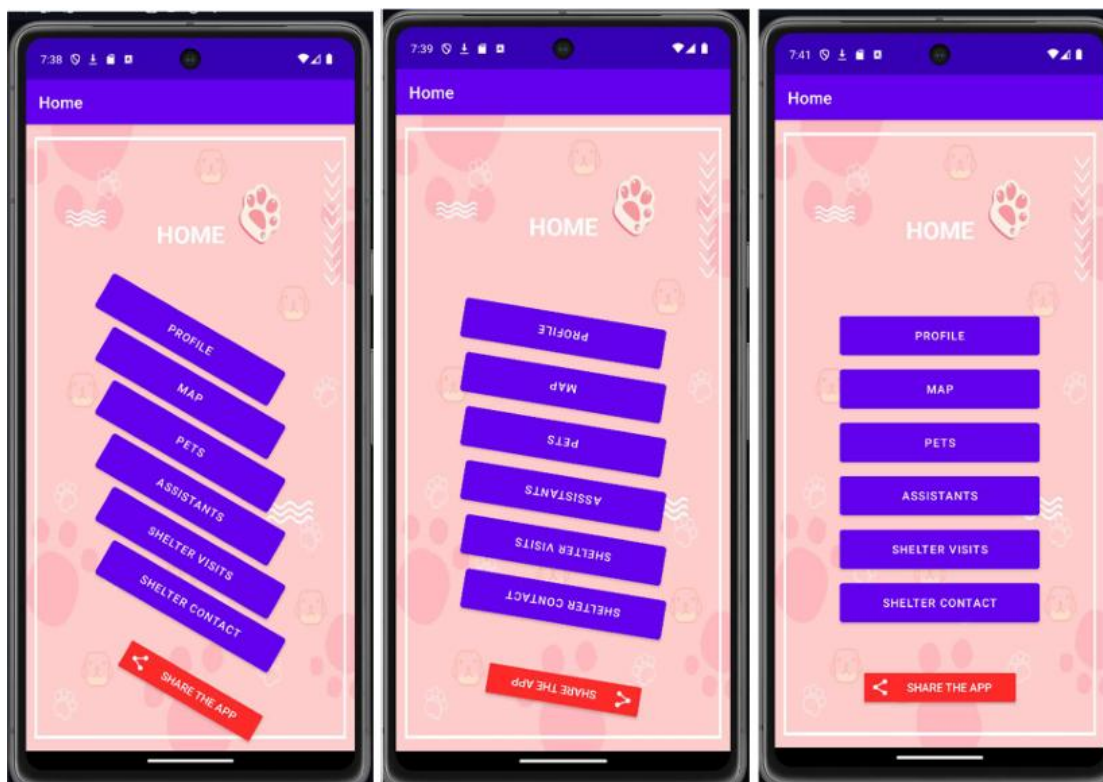 7:38
Home
HOME
PROFILE
MAP
PETS
ASSISTANTS
SHELTER VISITS
SHELTER CONTACT
SHARE THE APP
7:39
Home
HOME
PROFILE
MAP
PETS
ASSISTANTS
SHELTER VISITS
SHELTER CONTACT
SHARE THE APP
7:41
Home
HOME
PROFILE
MAP
PETS
ASSISTANTS
SHELTER VISITS
SHELTER CONTACT
SHARE THE APP